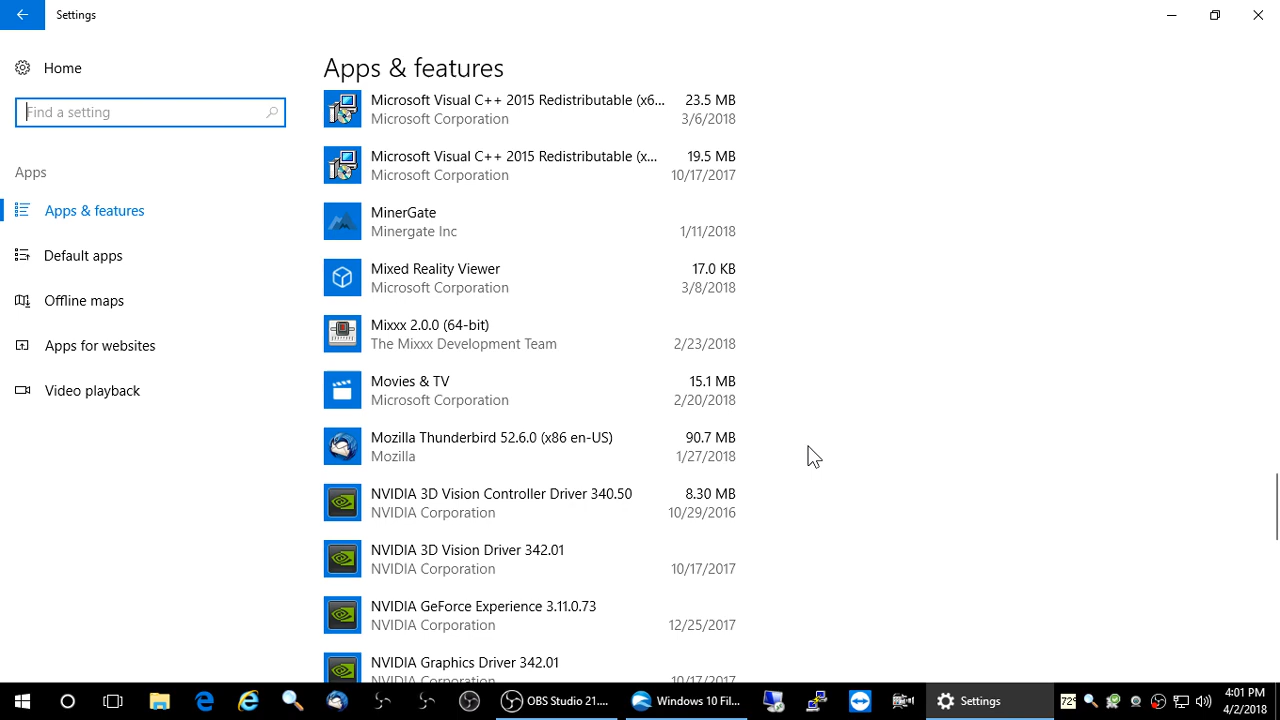 Settings
Home
Find a setting
Apps
Apps & features
Default apps
Offline maps
Apps for websites
Video playback
Apps & features
Microsoft Visual C++ 2015 Redistributable (x6... 23.5 MB
Microsoft Corporation 3/6/2018
Microsoft Visual C++ 2015 Redistributable (x... 19.5 MB
Microsoft Corporation 10/17/2017
MinerGate
Minergate Inc 1/11/2018
Mixed Reality Viewer 17.0 KB
Microsoft Corporation 3/8/2018
Mixxx 2.0.0 (64-bit)
The Mixxx Development Team 2/23/2018
Movies & TV 15.1 MB
Microsoft Corporation 2/20/2018
Mozilla Thunderbird 52.6.0 (x86 en-US) 90.7 MB
Mozilla 1/27/2018
NVIDIA 3D Vision Controller Driver 340.50 8.30 MB
NVIDIA Corporation 10/29/2016
NVIDIA 3D Vision Driver 342.01
NVIDIA Corporation 10/17/2017
NVIDIA GeForce Experience 3.11.0.73
NVIDIA Corporation 12/25/2017
NVIDIA Graphics Driver 342.01
NVIDIA Corporation 10/17/2017
OBS Studio 21....
Windows 10 Fil...
Settings
72°
4:01 PM
4/2/2018